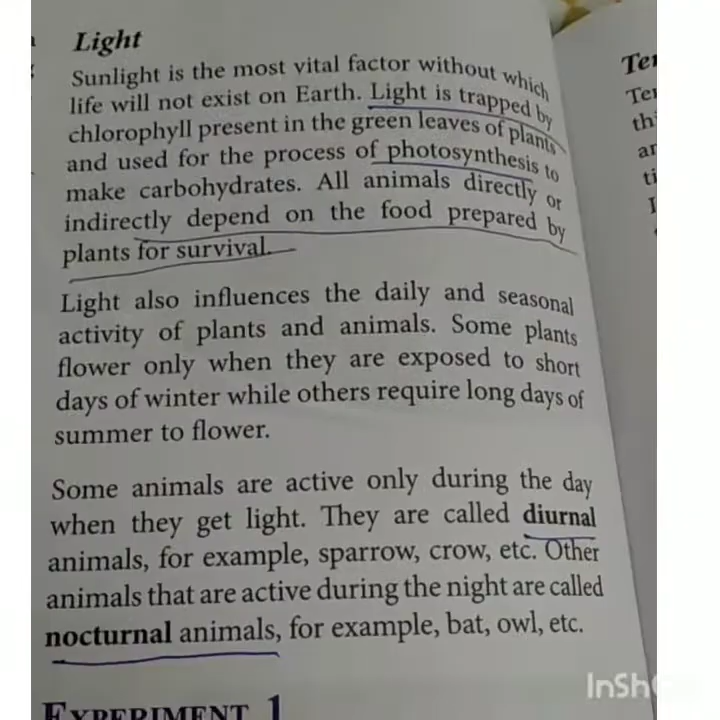 Light
Sunlight is the most vital factor without which
life will not exist on Earth. Light is trapped by
chlorophyll present in the green leaves of plants
and used for the process of photosynthesis to
make carbohydrates. All animals directly or
indirectly depend on the food prepared by
plants for survival.
Light also influences the daily and seasonal
activity of plants and animals. Some plants
flower only when they are exposed to short
days of winter while others require long days of
summer to flower.
Some animals are active only during the day
when they get light. They are called diurnal
animals, for example, sparrow, crow, etc. Other
animals that are active during the night are called
nocturnal animals, for example, bat, owl, etc.
EXPERIMENT 1